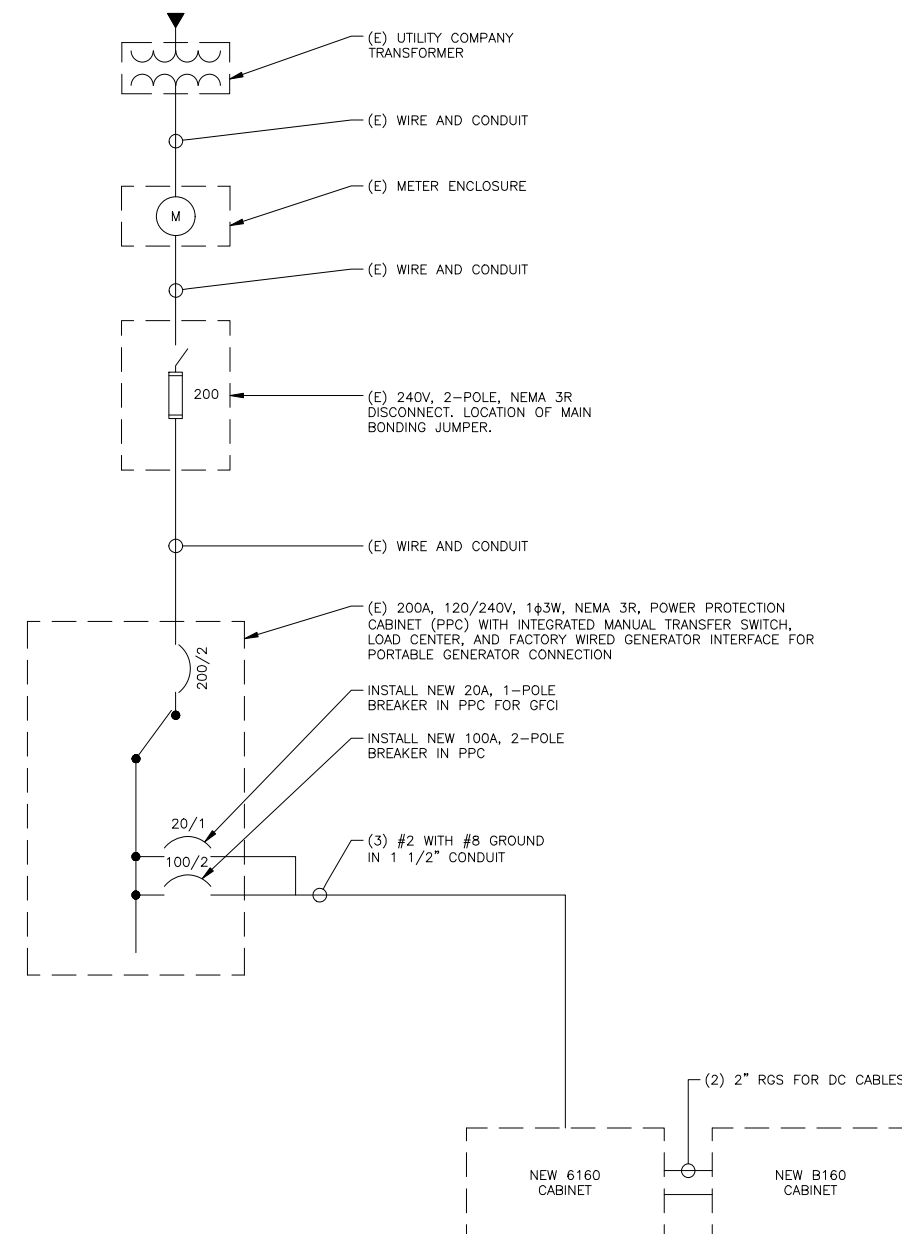 (E) UTILITY COMPANY
TRANSFORMER
(E) WIRE AND CONDUIT
(E) METER ENCLOSURE
M
(E) WIRE AND CONDUIT
200
(E) 240V, 2-POLE, NEMA 3R
DISCONNECT. LOCATION OF MAIN
BONDING JUMPER.
(E) WIRE AND CONDUIT
(E) 200A, 120/240V, 1ϕ3W, NEMA 3R, POWER PROTECTION
CABINET (PPC) WITH INTEGRATED MANUAL TRANSFER SWITCH,
LOAD CENTER, AND FACTORY WIRED GENERATOR INTERFACE FOR
PORTABLE GENERATOR CONNECTION
200/2
INSTALL NEW 20A, 1-POLE
BREAKER IN PPC FOR GFCI
INSTALL NEW 100A, 2-POLE
BREAKER IN PPC
20/1
100/2
(3) #2 WITH #8 GROUND
IN 1 1/2" CONDUIT
(2) 2" RGS FOR DC CABLES
NEW 6160
CABINET
NEW B160
CABINET